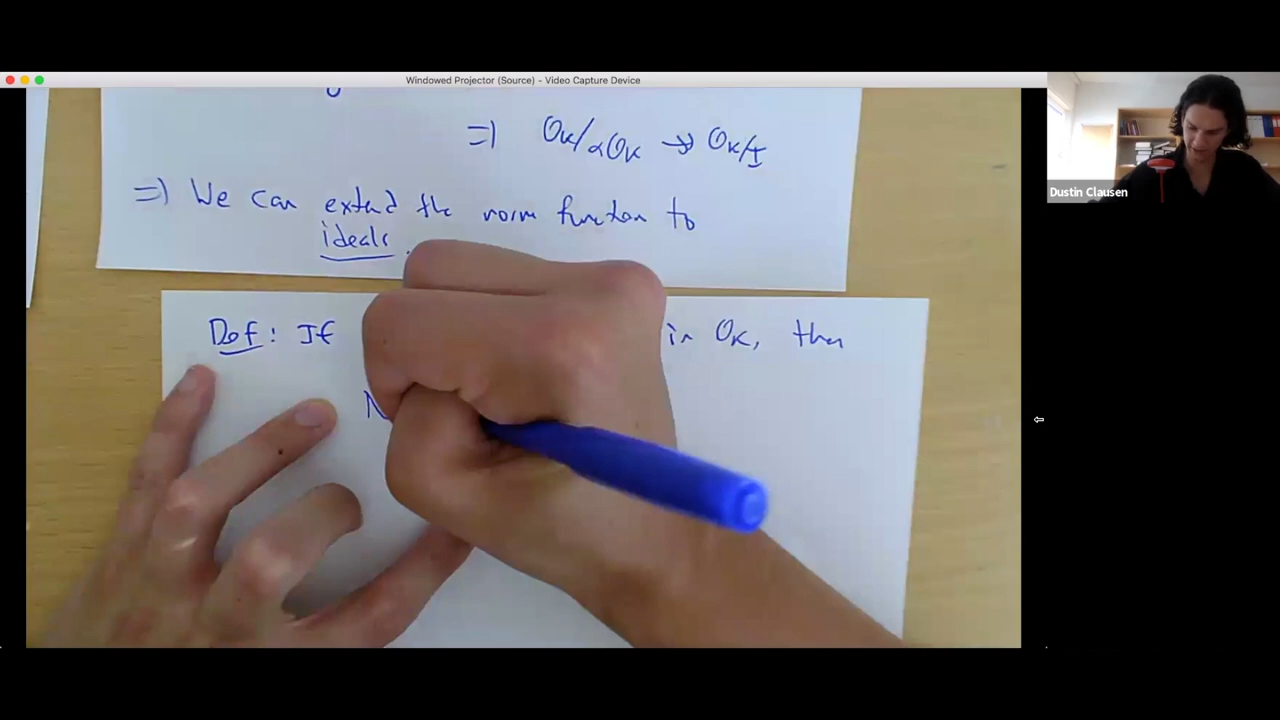 Windowed Projector (Source) - Video Capture Device
=) O_K/αO_K ↠ O_K/I
=) We can extend the norm function to
ideals.
Dustin Clausen
Def: If in O_K, then
N